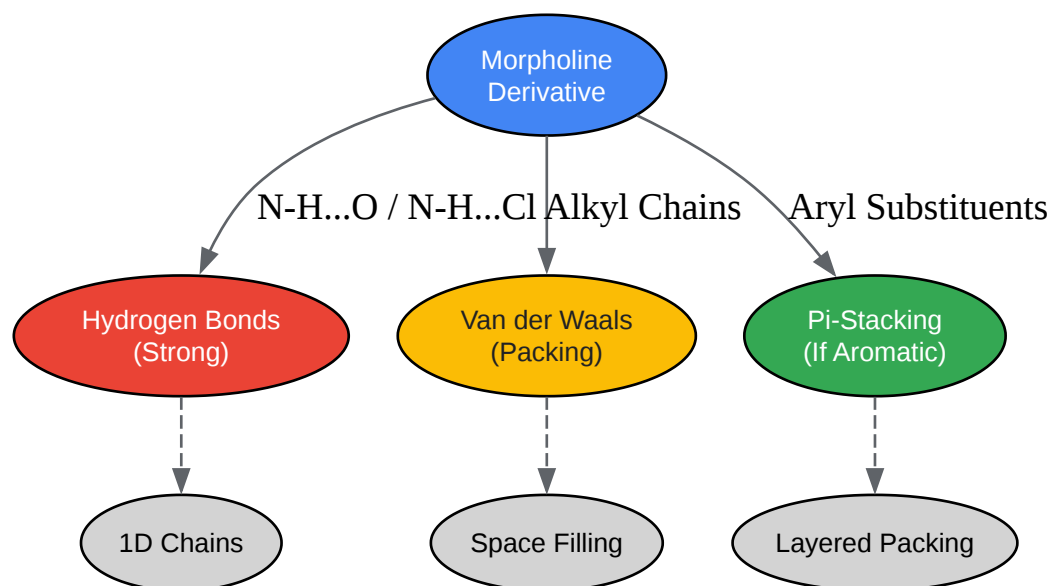 Morpholine
Derivative
N-H...O / N-H...Cl
Alkyl Chains
Aryl Substituents
Hydrogen Bonds
(Strong)
Van der Waals
(Packing)
Pi-Stacking
(If Aromatic)
1D Chains
Space Filling
Layered Packing